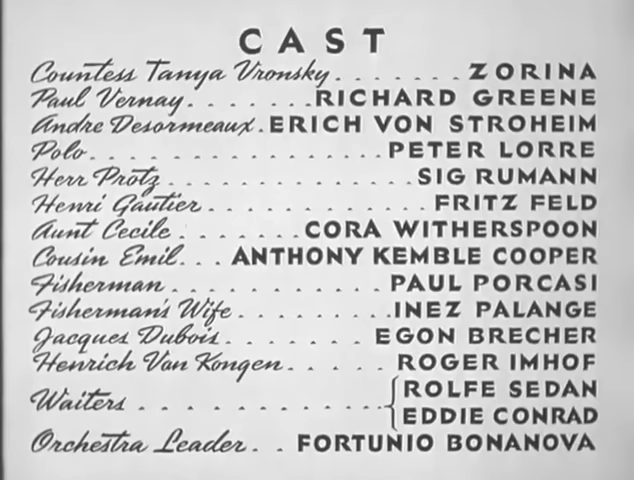 CAST
Countess Tanya Vronsky . . . . . . . ZORINA
Paul Vernay . . . . . . . RICHARD GREENE
Andre Desormeaux . ERICH VON STROHEIM
Polo . . . . . . . . . . . . . . . . PETER LORRE
Herr Protz . . . . . . . . . . . . . SIG RUMANN
Henri Gautier . . . . . . . . . . . . FRITZ FELD
Aunt Cecile . . . . . . . CORA WITHERSPOON
Cousin Emil . . . ANTHONY KEMBLE COOPER
Fisherman . . . . . . . . . . . PAUL PORCASI
Fisherman's Wife . . . . . . . . . INEZ PALANGE
Jacques Dubois . . . . . . . . EGON BRECHER
Henrich Van Kongen . . . . . ROGER IMHOF
Waiters . . . . . . . . . . . . ROLFE SEDAN
EDDIE CONRAD
Orchestra Leader . . FORTUNIO BONANOVA